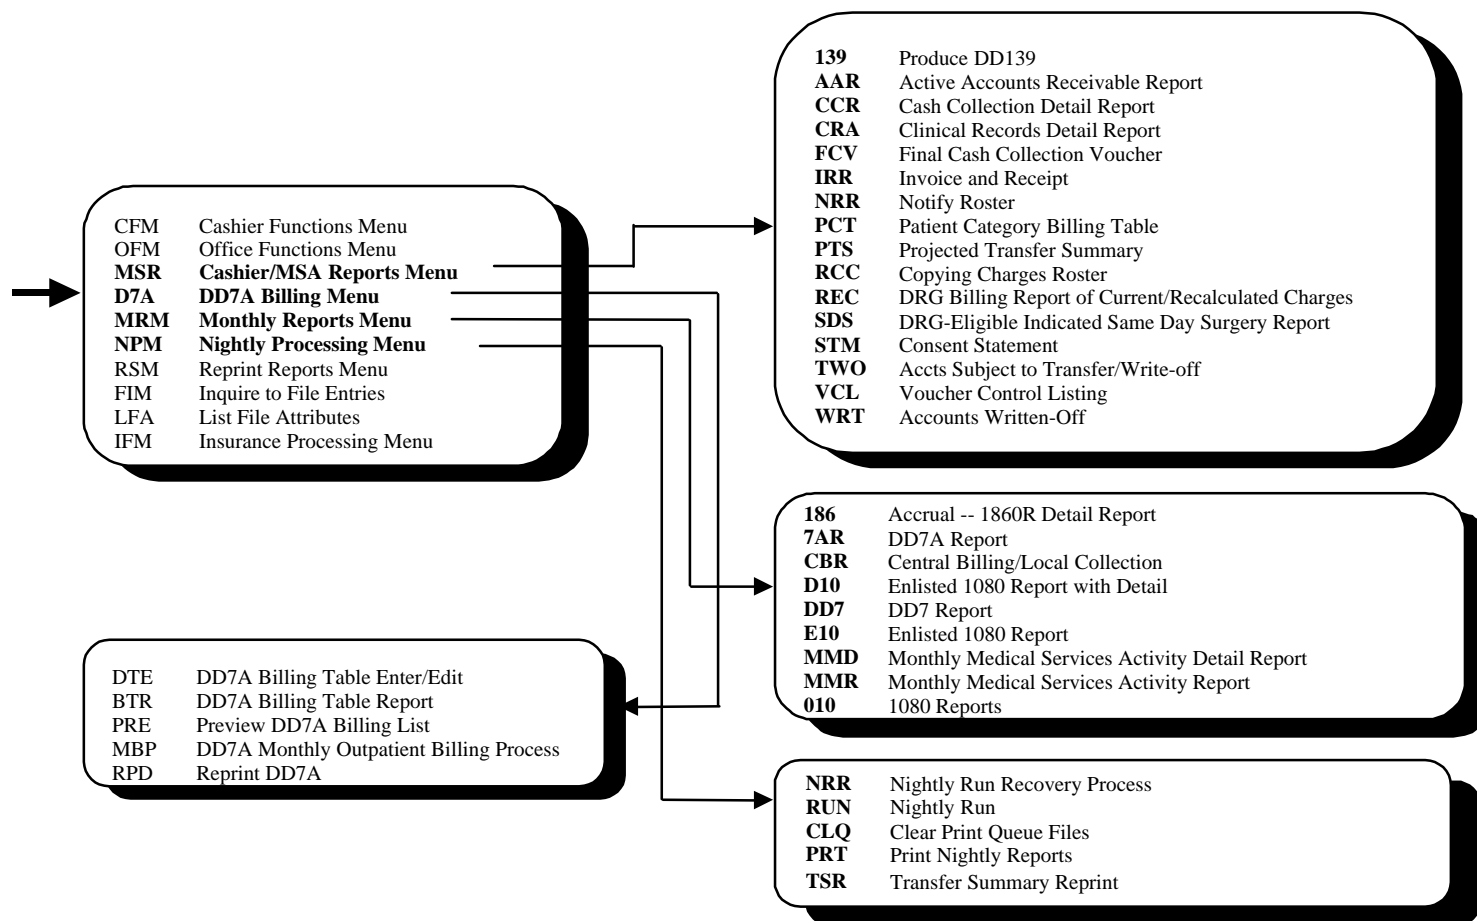 CFM Cashier Functions Menu
OFM Office Functions Menu
MSR Cashier/MSA Reports Menu
D7A DD7A Billing Menu
MRM Monthly Reports Menu
NPM Nightly Processing Menu
RSM Reprint Reports Menu
FIM Inquire to File Entries
LFA List File Attributes
IFM Insurance Processing Menu
139 Produce DD139
AAR Active Accounts Receivable Report
CCR Cash Collection Detail Report
CRA Clinical Records Detail Report
FCV Final Cash Collection Voucher
IRR Invoice and Receipt
NRR Notify Roster
PCT Patient Category Billing Table
PTS Projected Transfer Summary
RCC Copying Charges Roster
REC DRG Billing Report of Current/Recalculated Charges
SDS DRG-Eligible Indicated Same Day Surgery Report
STM Consent Statement
TWO Accts Subject to Transfer/Write-off
VCL Voucher Control Listing
WRT Accounts Written-Off
186 Accrual -- 1860R Detail Report
7AR DD7A Report
CBR Central Billing/Local Collection
D10 Enlisted 1080 Report with Detail
DD7 DD7 Report
E10 Enlisted 1080 Report
MMD Monthly Medical Services Activity Detail Report
MMR Monthly Medical Services Activity Report
010 1080 Reports
DTE DD7A Billing Table Enter/Edit
BTR DD7A Billing Table Report
PRE Preview DD7A Billing List
MBP DD7A Monthly Outpatient Billing Process
RPD Reprint DD7A
NRR Nightly Run Recovery Process
RUN Nightly Run
CLQ Clear Print Queue Files
PRT Print Nightly Reports
TSR Transfer Summary Reprint